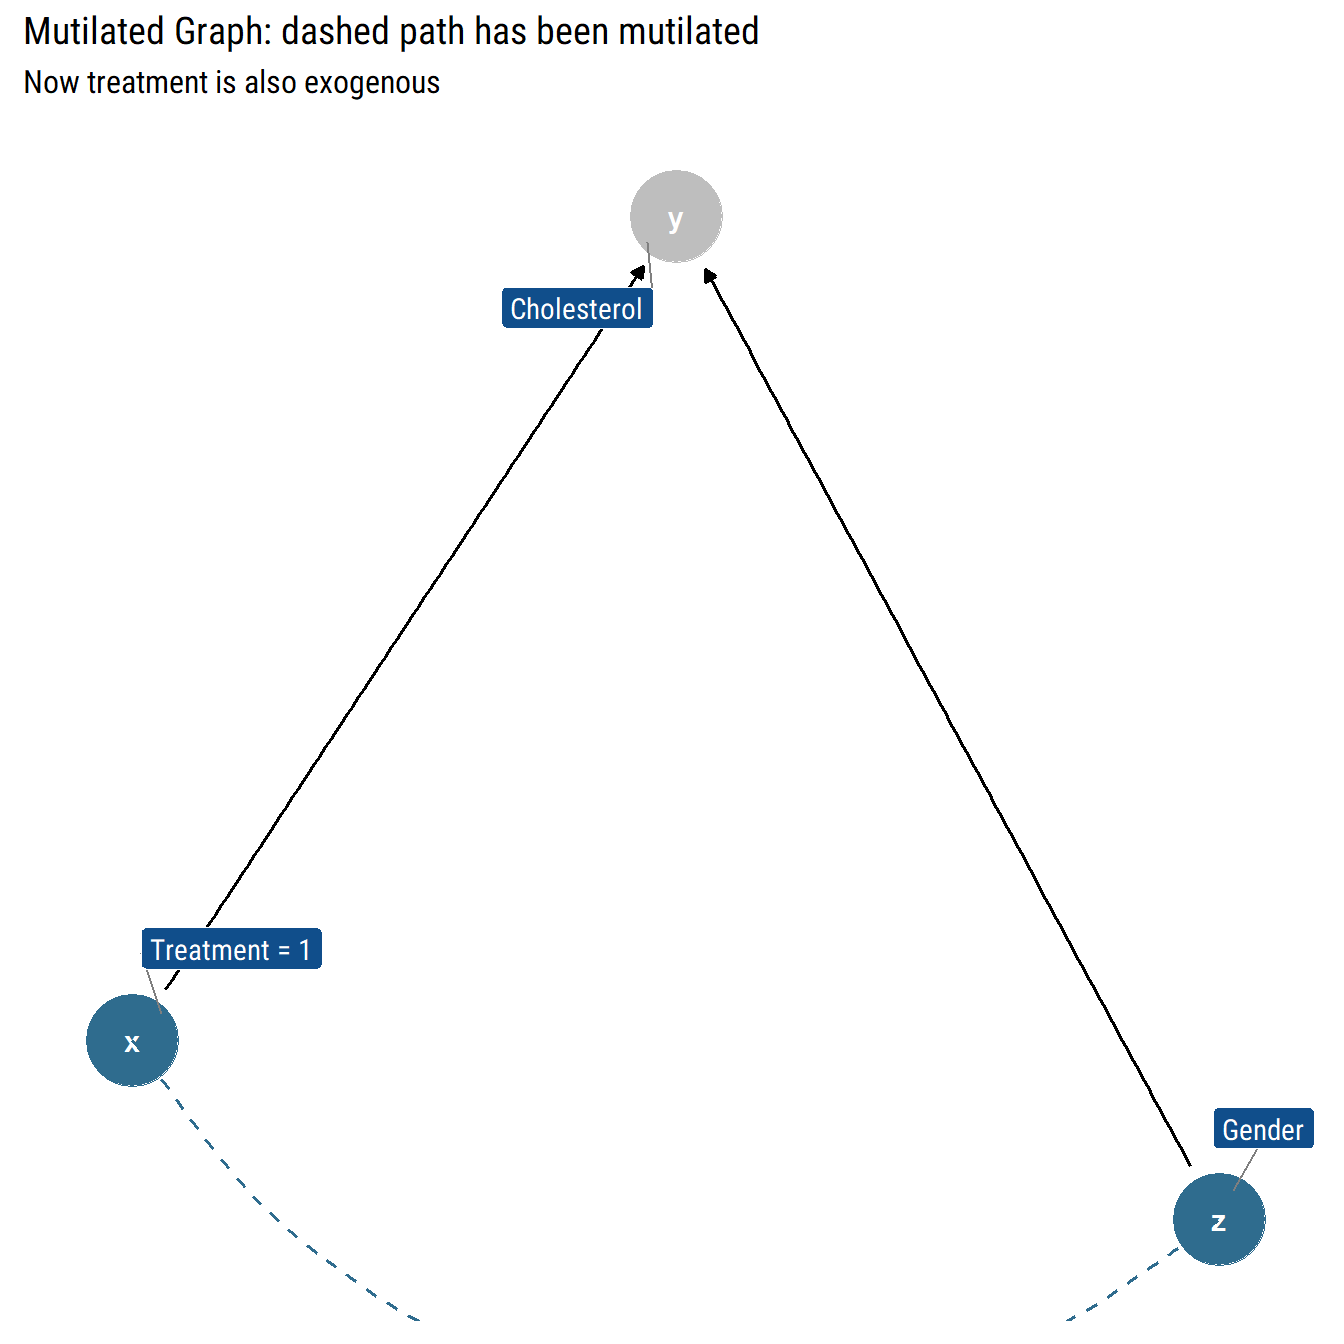 Mutilated Graph: dashed path has been mutilated
Now treatment is also exogenous
y
Cholesterol
Treatment = 1
x
Gender
z